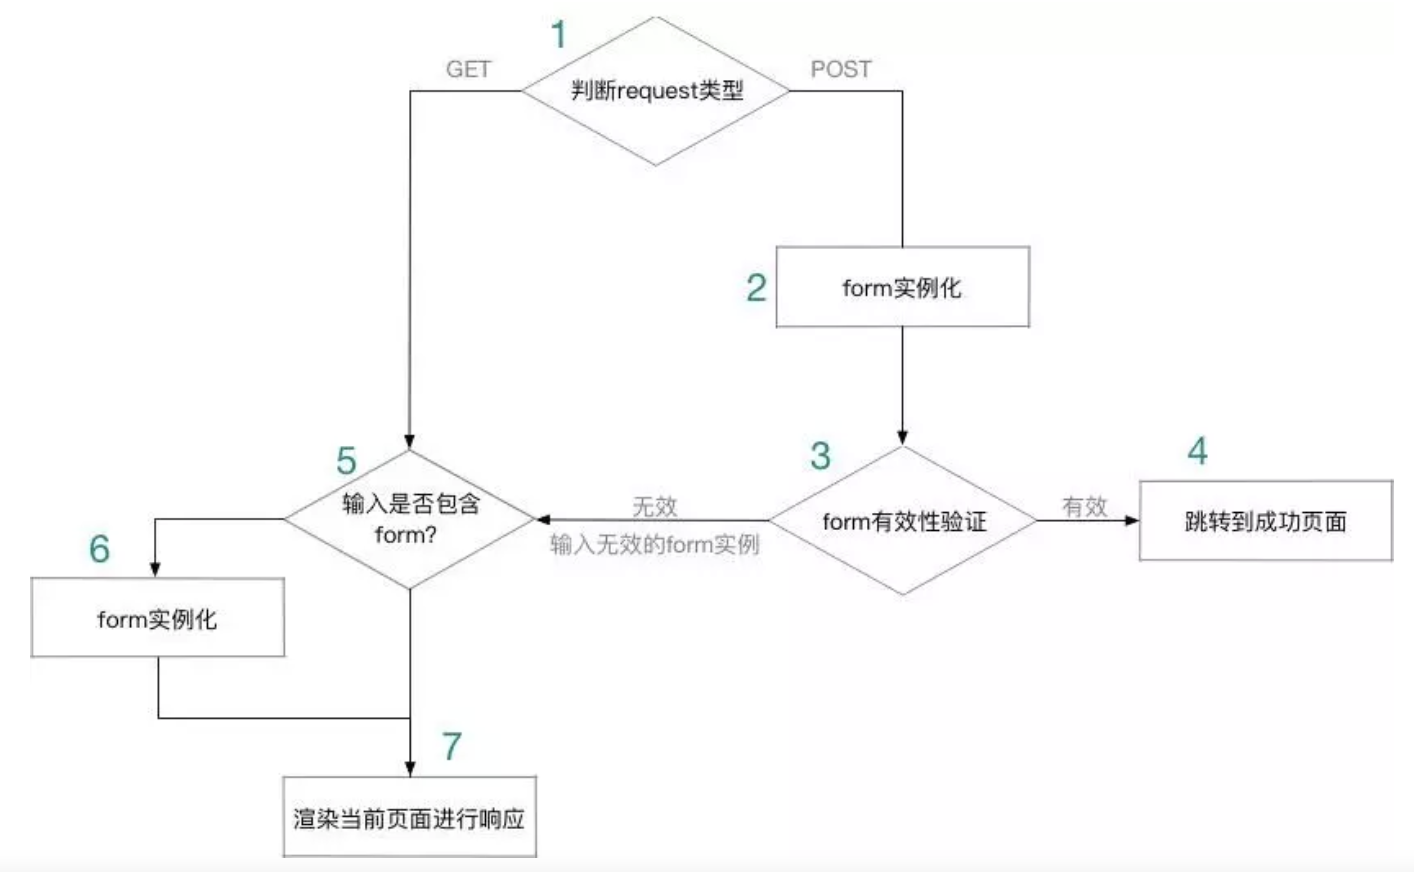 1
GET
POST
判断request类型
2
form实例化
3
4
5
输入是否包含
form?
无效
输入无效的form实例
form有效性验证
有效
跳转到成功页面
6
form实例化
7
渲染当前页面进行响应